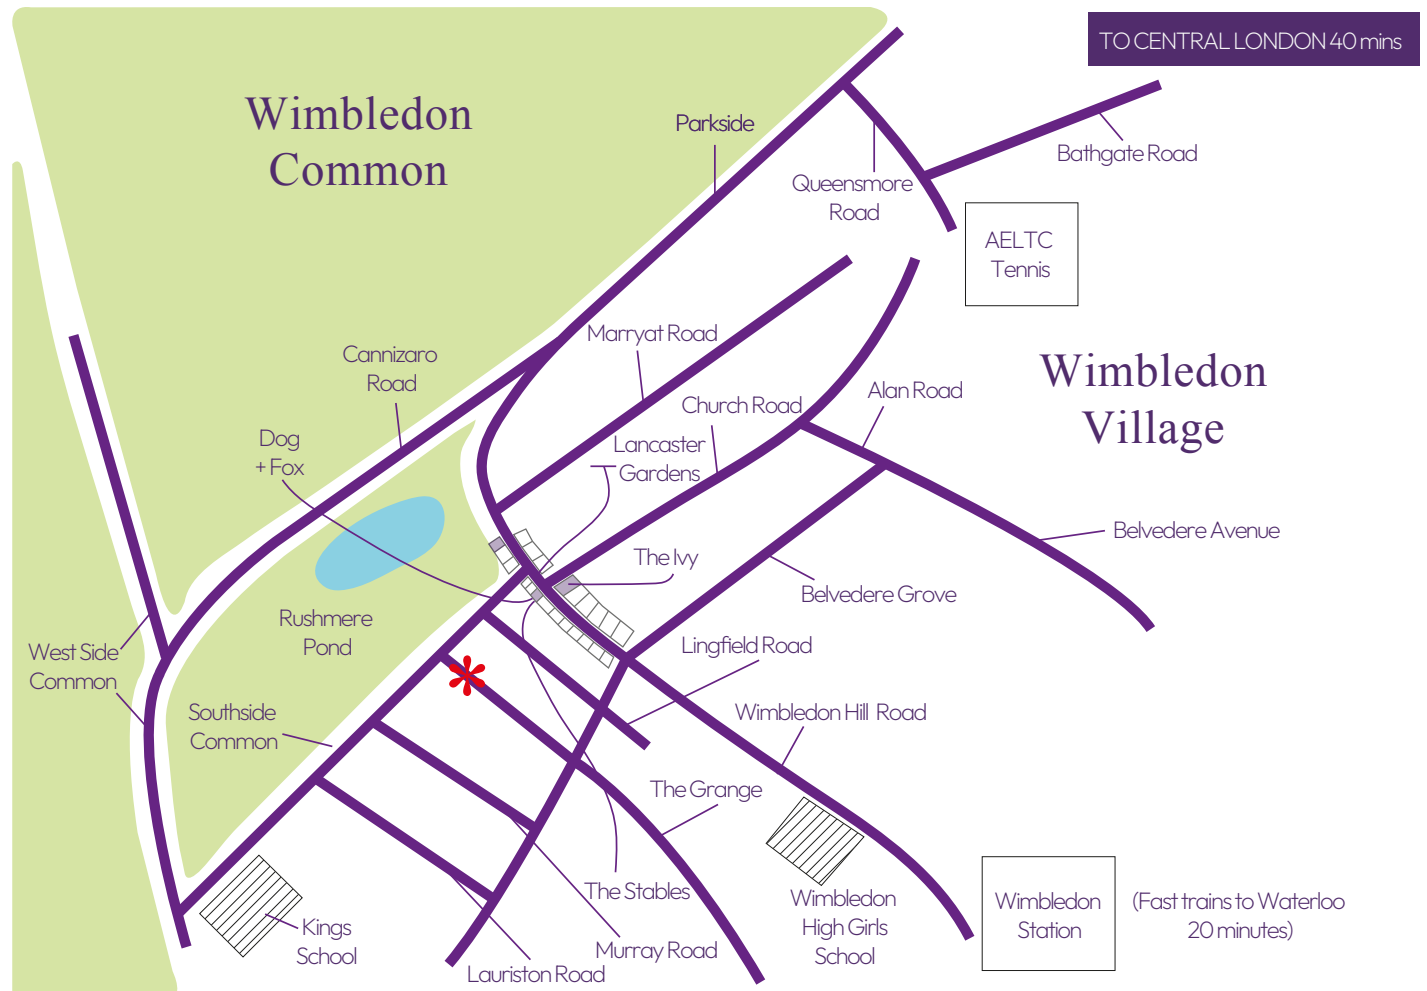 TO CENTRAL LONDON 40 mins
Wimbledon
Common
Parkside
Bathgate Road
Queensmore
Road
AELTC
Tennis
Marryat Road
Cannizaro
Road
Wimbledon
Village
Alan Road
Church Road
Dog
+ Fox
Lancaster
Gardens
Belvedere Avenue
The Ivy
Belvedere Grove
Rushmere
Pond
Lingfield Road
West Side
Common
Southside
Common
Wimbledon Hill Road
The Grange
The Stables
Wimbledon
High Girls
School
Wimbledon
Station
(Fast trains to Waterloo
20 minutes)
Kings
School
Murray Road
Lauriston Road